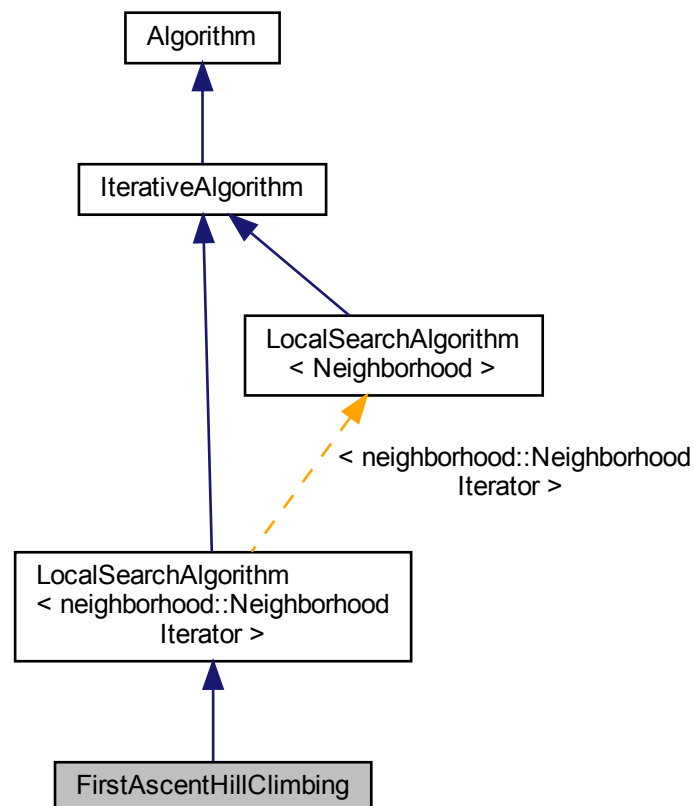 Algorithm
IterativeAlgorithm
LocalSearchAlgorithm
< Neighborhood >
< neighborhood::Neighborhood
Iterator >
LocalSearchAlgorithm
< neighborhood::Neighborhood
Iterator >
FirstAscentHillClimbing